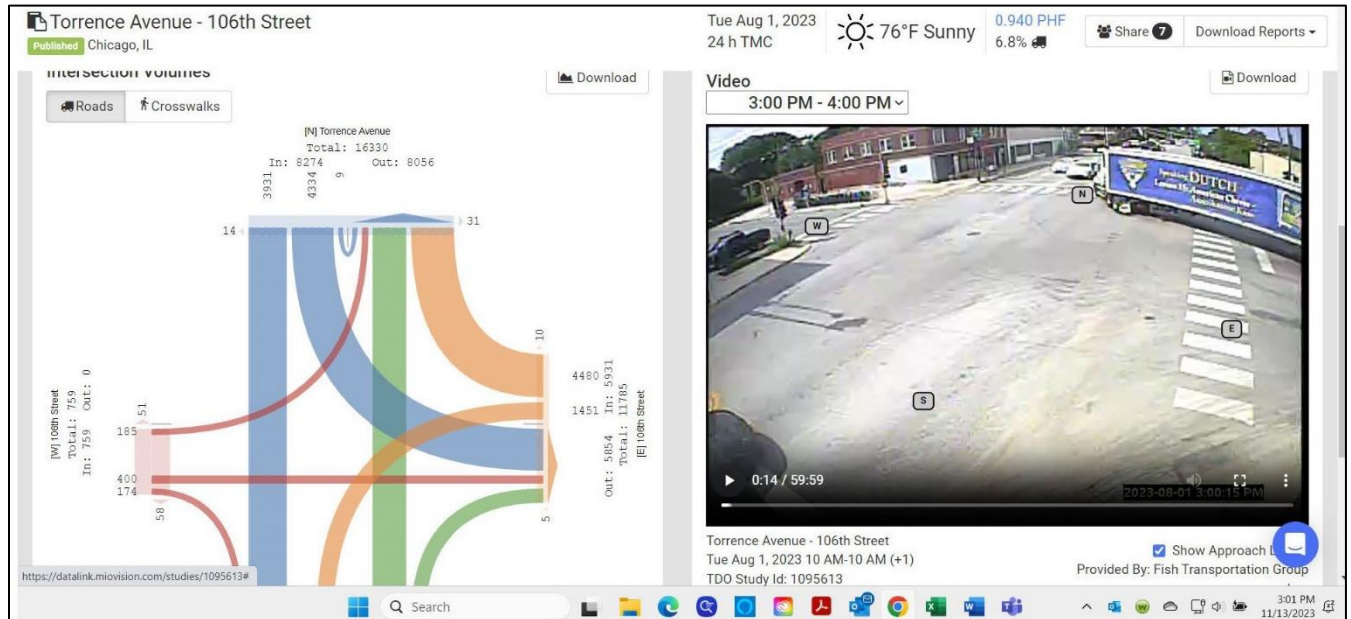 Torrence Avenue - 106th Street
Published Chicago, IL
Tue Aug 1, 2023
24 h TMC
76°F Sunny
0.940 PHF
6.8%
Share 7
Download Reports
Intersection Volumes
Download
Roads
Crosswalks
[N] Torrence Avenue
Total: 16330
In: 8274 Out: 8056
3931
4334
9
14
31
10
4480
1451
In: 5931
Total: 11785
Out: 5854
[E] 106th Street
5
[W] 106th Street
Total: 759
In: 759 Out: 0
51
185
400
174
58
https://datalink.miovision.com/studies/1095613#
Video
Download
3:00 PM - 4:00 PM
Speaking DUTCH
N
W
E
S
0:14 / 59:59
2023-08-01 3:00:15 PM
Torrence Avenue - 106th Street
Tue Aug 1, 2023 10 AM-10 AM (+1)
TDO Study Id: 1095613
Show Approach
Provided By: Fish Transportation Group
Search
3:01 PM
11/13/2023